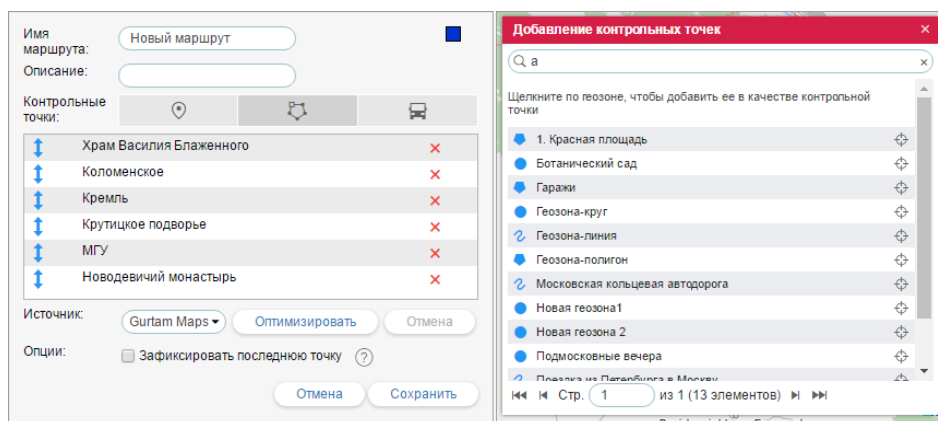 Имя маршрута:
Новый маршрут
Описание:
Контрольные точки:
Храм Василия Блаженного
Коломенское
Кремль
Крутицкое подворье
МГУ
Новодевичий монастырь
Источник:
Gurtam Maps
Оптимизировать
Отмена
Опции:
Зафиксировать последнюю точку
?
Отмена
Сохранить
Добавление контрольных точек
а
Щелкните по геозоне, чтобы добавить ее в качестве контрольной
точки
1. Красная площадь
Ботанический сад
Гаражи
Геозона-круг
Геозона-линия
Геозона-полигон
Московская кольцевая автодорога
Новая геозона1
Новая геозона 2
Подмосковные вечера
Поездка из Петербурга в Москву
Стр. 1 из 1 (13 элементов)